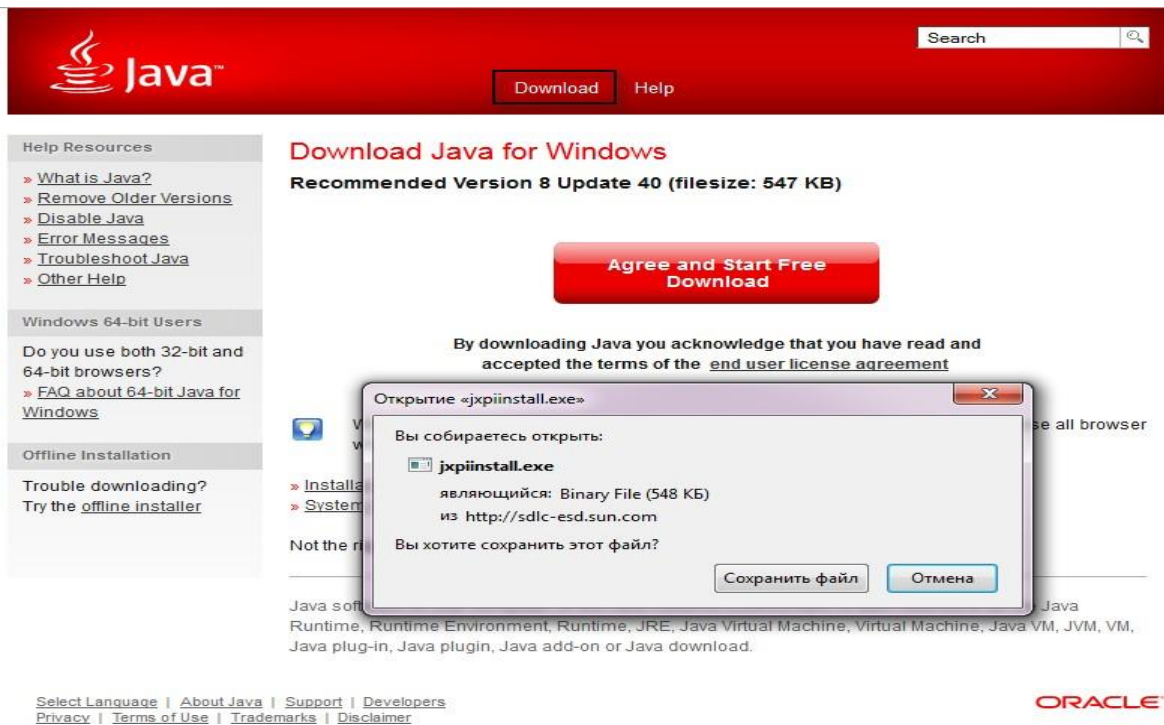 Java™
Search
Download Help
Help Resources
» What is Java?
» Remove Older Versions
» Disable Java
» Error Messages
» Troubleshoot Java
» Other Help
Windows 64-bit Users
Do you use both 32-bit and
64-bit browsers?
» FAQ about 64-bit Java for
Windows
Offline Installation
Trouble downloading?
Try the offline installer
Download Java for Windows
Recommended Version 8 Update 40 (filesize: 547 KB)
Agree and Start Free
Download
By downloading Java you acknowledge that you have read and
accepted the terms of the end user license agreement
all browser
Not the
Открытие «jxpiinstall.exe»
Вы собираетесь открыть:
jxpiinstall.exe
являющийся: Binary File (548 КБ)
из http://sdlc-esd.sun.com
Вы хотите сохранить этот файл?
Сохранить файл Отмена
Java Java
Runtime, Runtime Environment, Runtime, JRE, Java Virtual Machine, Virtual Machine, Java VM, JVM, VM,
Java plug-in, Java plugin, Java add-on or Java download.
Select Language | About Java | Support | Developers
Privacy | Terms of Use | Trademarks | Disclaimer
ORACLE